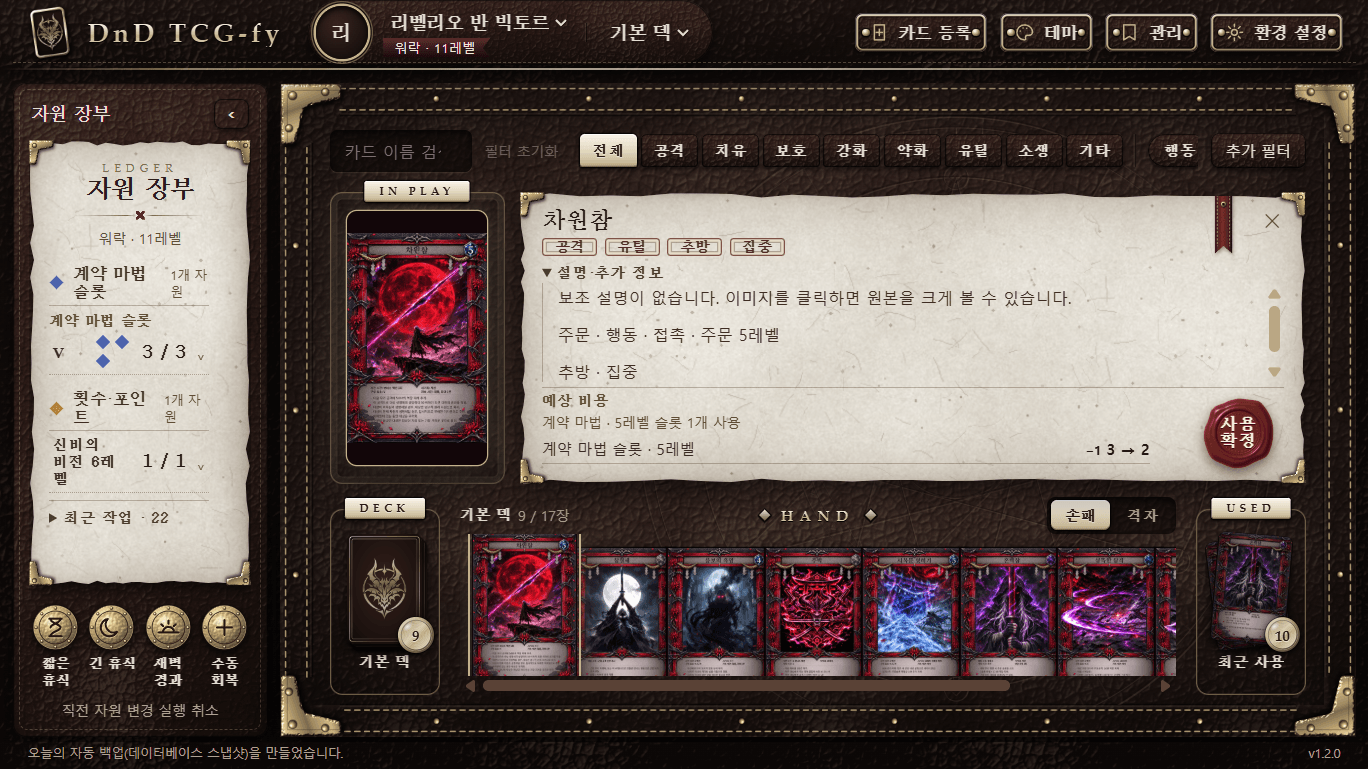 DnD TCG-fy
리
리벨리오 반 빅토르
워락 · 11레벨
기본 덱
카드 등록
테마
관리
환경 설정
자원 장부
<
LEDGER
자원 장부
워락 · 11레벨
계약 마법 슬롯
1개 자원
계약 마법 슬롯
V
3 / 3
v
횟수·포인트
1개 자원
신비의 비전 6레벨
1 / 1
v
최근 작업 · 22
짧은 휴식
긴 휴식
새벽 경과
수동 회복
직전 자원 변경 실행 취소
카드 이름 검
필터 초기화
전체
공격
치유
보호
강화
약화
유틸
소생
기타
행동
추가 필터
IN PLAY
차원참
5
차원참
공격
유틸
추방
집중
설명·추가 정보
보조 설명이 없습니다. 이미지를 클릭하면 원본을 크게 볼 수 있습니다.
주문 · 행동 · 접촉 · 주문 5레벨
추방 · 집중
예상 비용
계약 마법 · 5레벨 슬롯 1개 사용
계약 마법 슬롯 · 5레벨
−1 3 → 2
사용 확정
DECK
9
기본 덱
기본 덱 9 / 17장
HAND
손패
격자
차원참
USED
10
최근 사용
오늘의 자동 백업(데이터베이스 스냅샷)을 만들었습니다.
v1.2.0